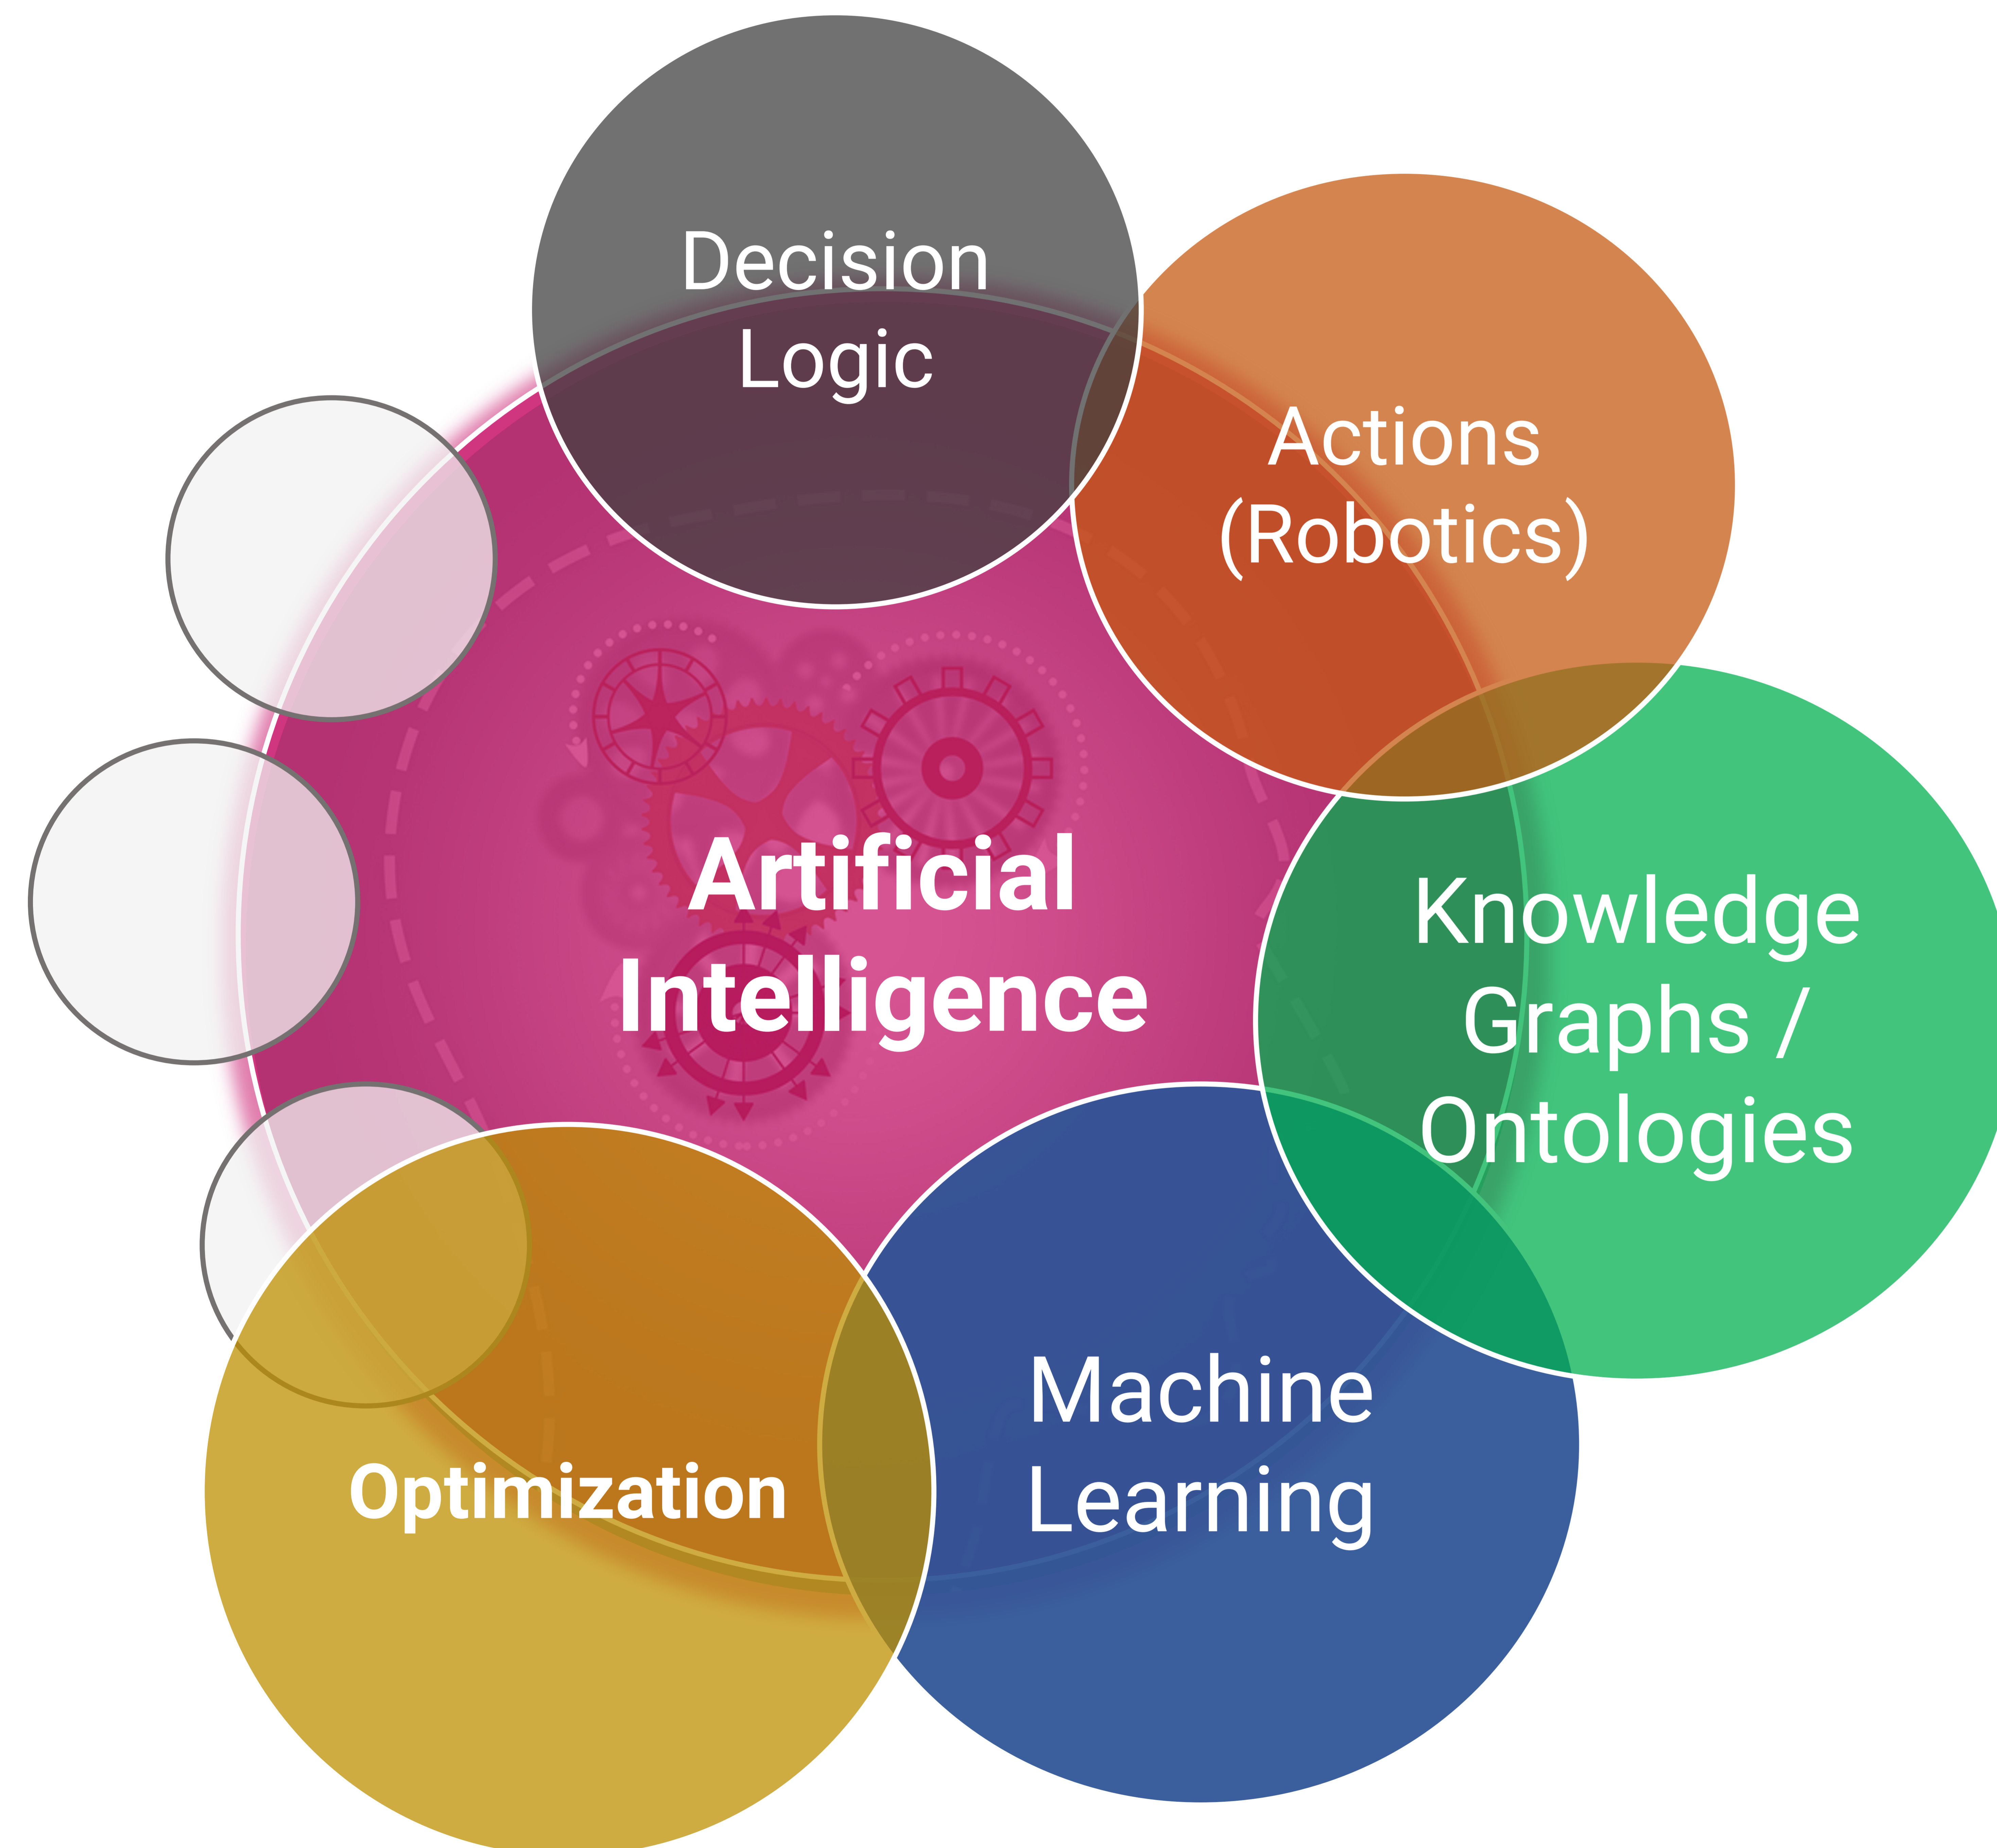 Decision
Logic
Actions
(Robotics)
Artificial
Intelligence
Knowledge
Graphs /
Ontologies
Machine
Learning
Optimization